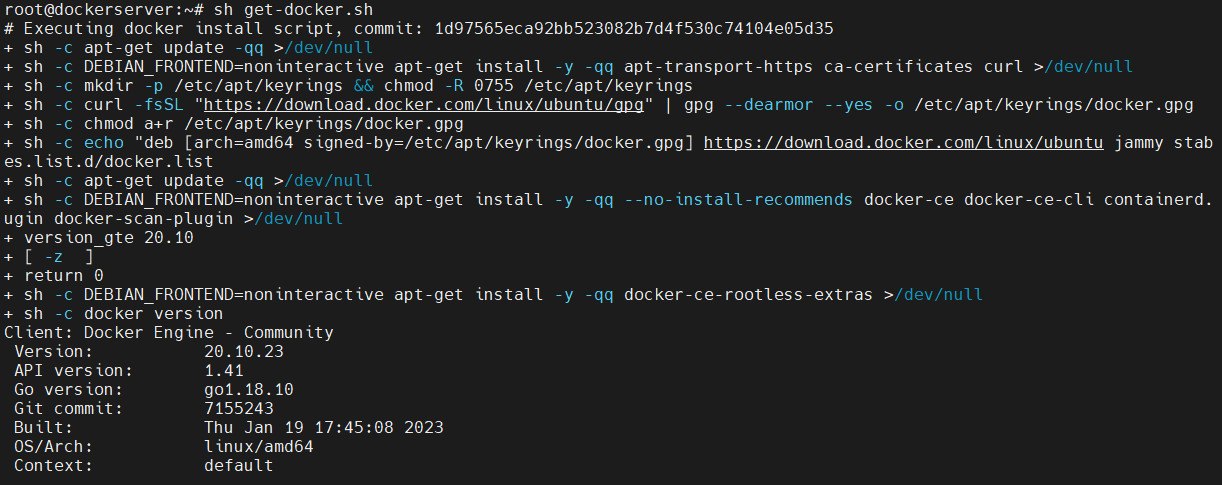 root@dockerserver:~# sh get-docker.sh
# Executing docker install script, commit: 1d97565eca92bb523082b7d4f530c74104e05d35
+ sh -c apt-get update -qq >/dev/null
+ sh -c DEBIAN_FRONTEND=noninteractive apt-get install -y -qq apt-transport-https ca-certificates curl >/dev/null
+ sh -c mkdir -p /etc/apt/keyrings && chmod -R 0755 /etc/apt/keyrings
+ sh -c curl -fsSL "https://download.docker.com/linux/ubuntu/gpg" | gpg --dearmor --yes -o /etc/apt/keyrings/docker.gpg
+ sh -c chmod a+r /etc/apt/keyrings/docker.gpg
+ sh -c echo "deb [arch=amd64 signed-by=/etc/apt/keyrings/docker.gpg] https://download.docker.com/linux/ubuntu jammy stab
es.list.d/docker.list
+ sh -c apt-get update -qq >/dev/null
+ sh -c DEBIAN_FRONTEND=noninteractive apt-get install -y -qq --no-install-recommends docker-ce docker-ce-cli containerd.
ugin docker-scan-plugin >/dev/null
+ version_gte 20.10
+ [ -z  ]
+ return 0
+ sh -c DEBIAN_FRONTEND=noninteractive apt-get install -y -qq docker-ce-rootless-extras >/dev/null
+ sh -c docker version
Client: Docker Engine - Community
 Version:           20.10.23
 API version:       1.41
 Go version:        go1.18.10
 Git commit:        7155243
 Built:             Thu Jan 19 17:45:08 2023
 OS/Arch:           linux/amd64
 Context:           default